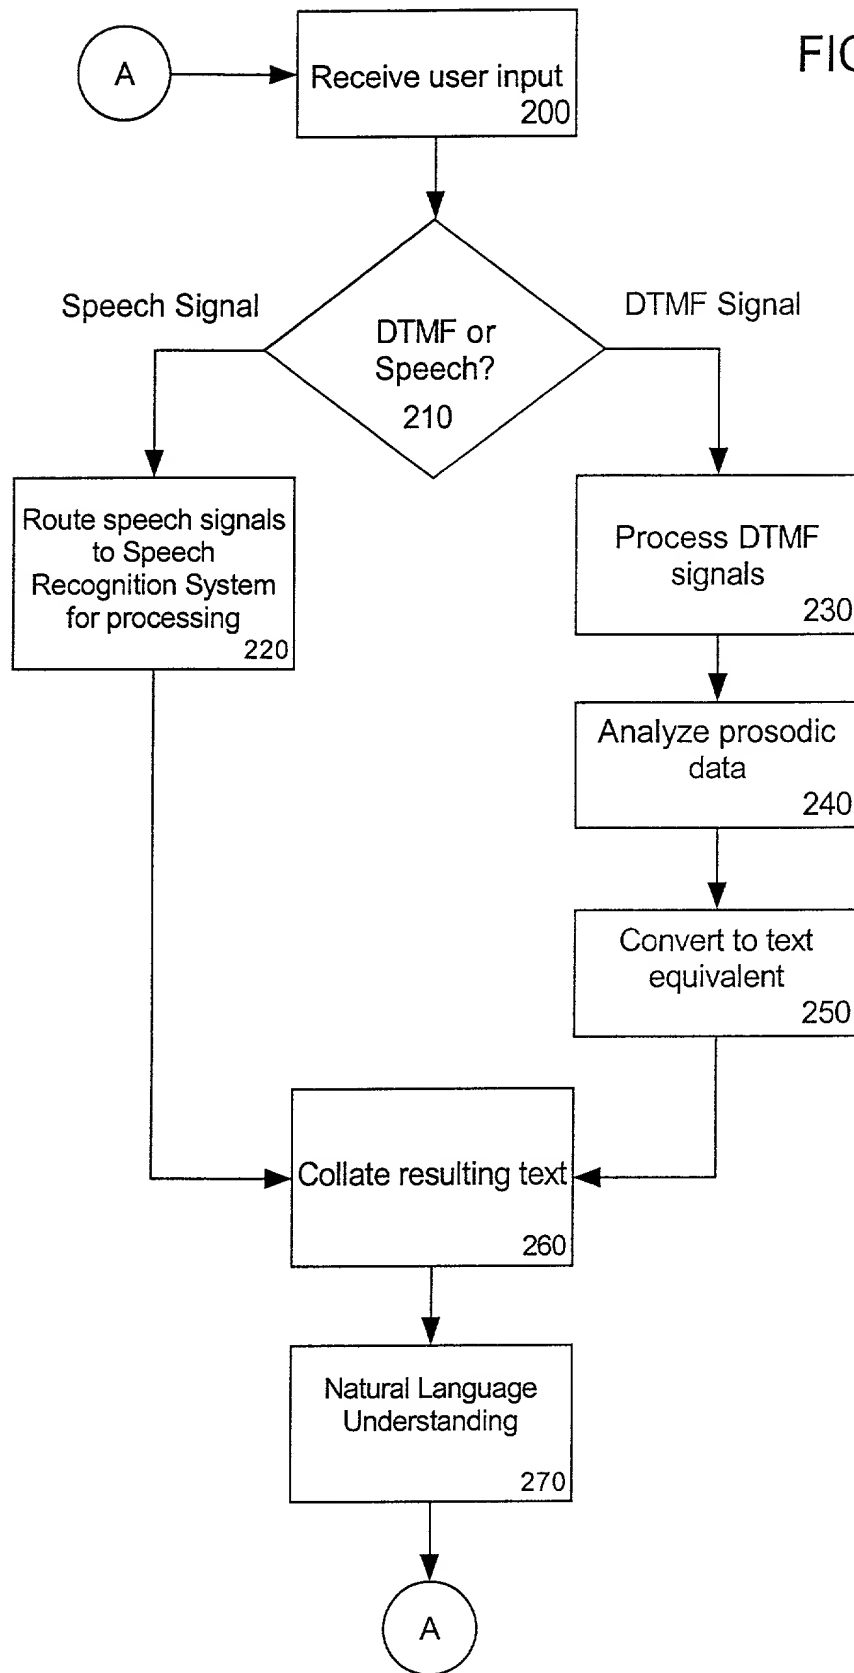 A
Receive user input
200
FIG
Speech Signal
DTMF Signal
DTMF or
Speech?
210
Route speech signals
to Speech
Recognition System
for processing
220
Process DTMF
signals
230
Analyze prosodic
data
240
Convert to text
equivalent
250
Collate resulting text
260
Natural Language
Understanding
270
A